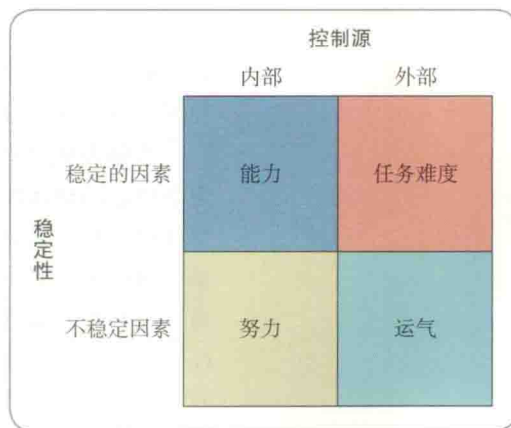 控制源
内部 外部
稳定的因素 能力 任务难度
稳定性
不稳定因素 努力 运气